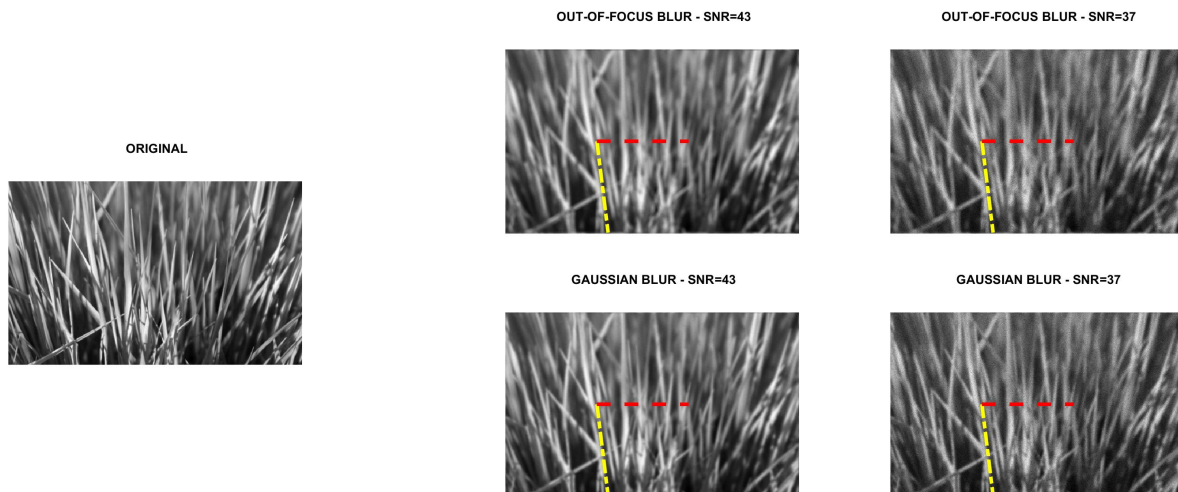 OUT-OF-FOCUS BLUR - SNR=43
OUT-OF-FOCUS BLUR - SNR=37
ORIGINAL
GAUSSIAN BLUR - SNR=43
GAUSSIAN BLUR - SNR=37